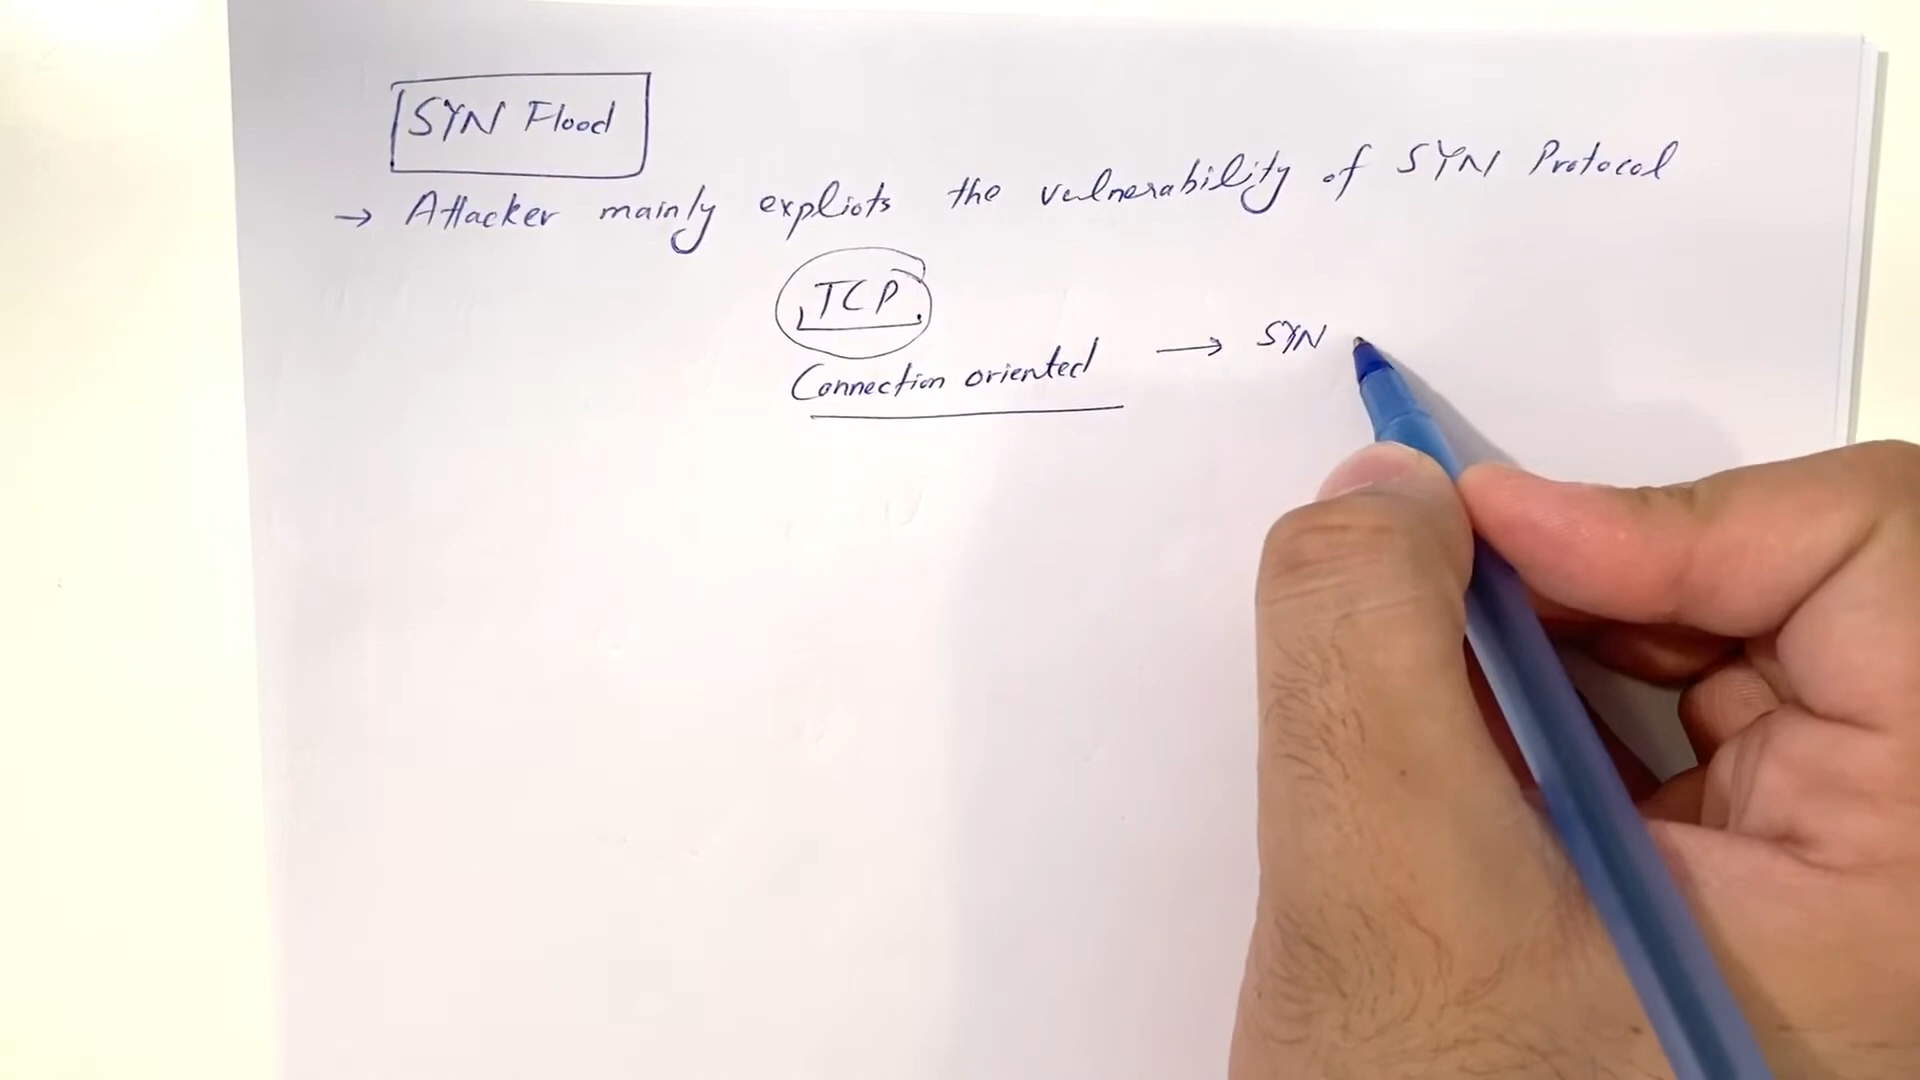 SYN Flood
→ Attacker mainly expliots the vulnerability of SYN Protocol
TCP
Connection oriented → SYN